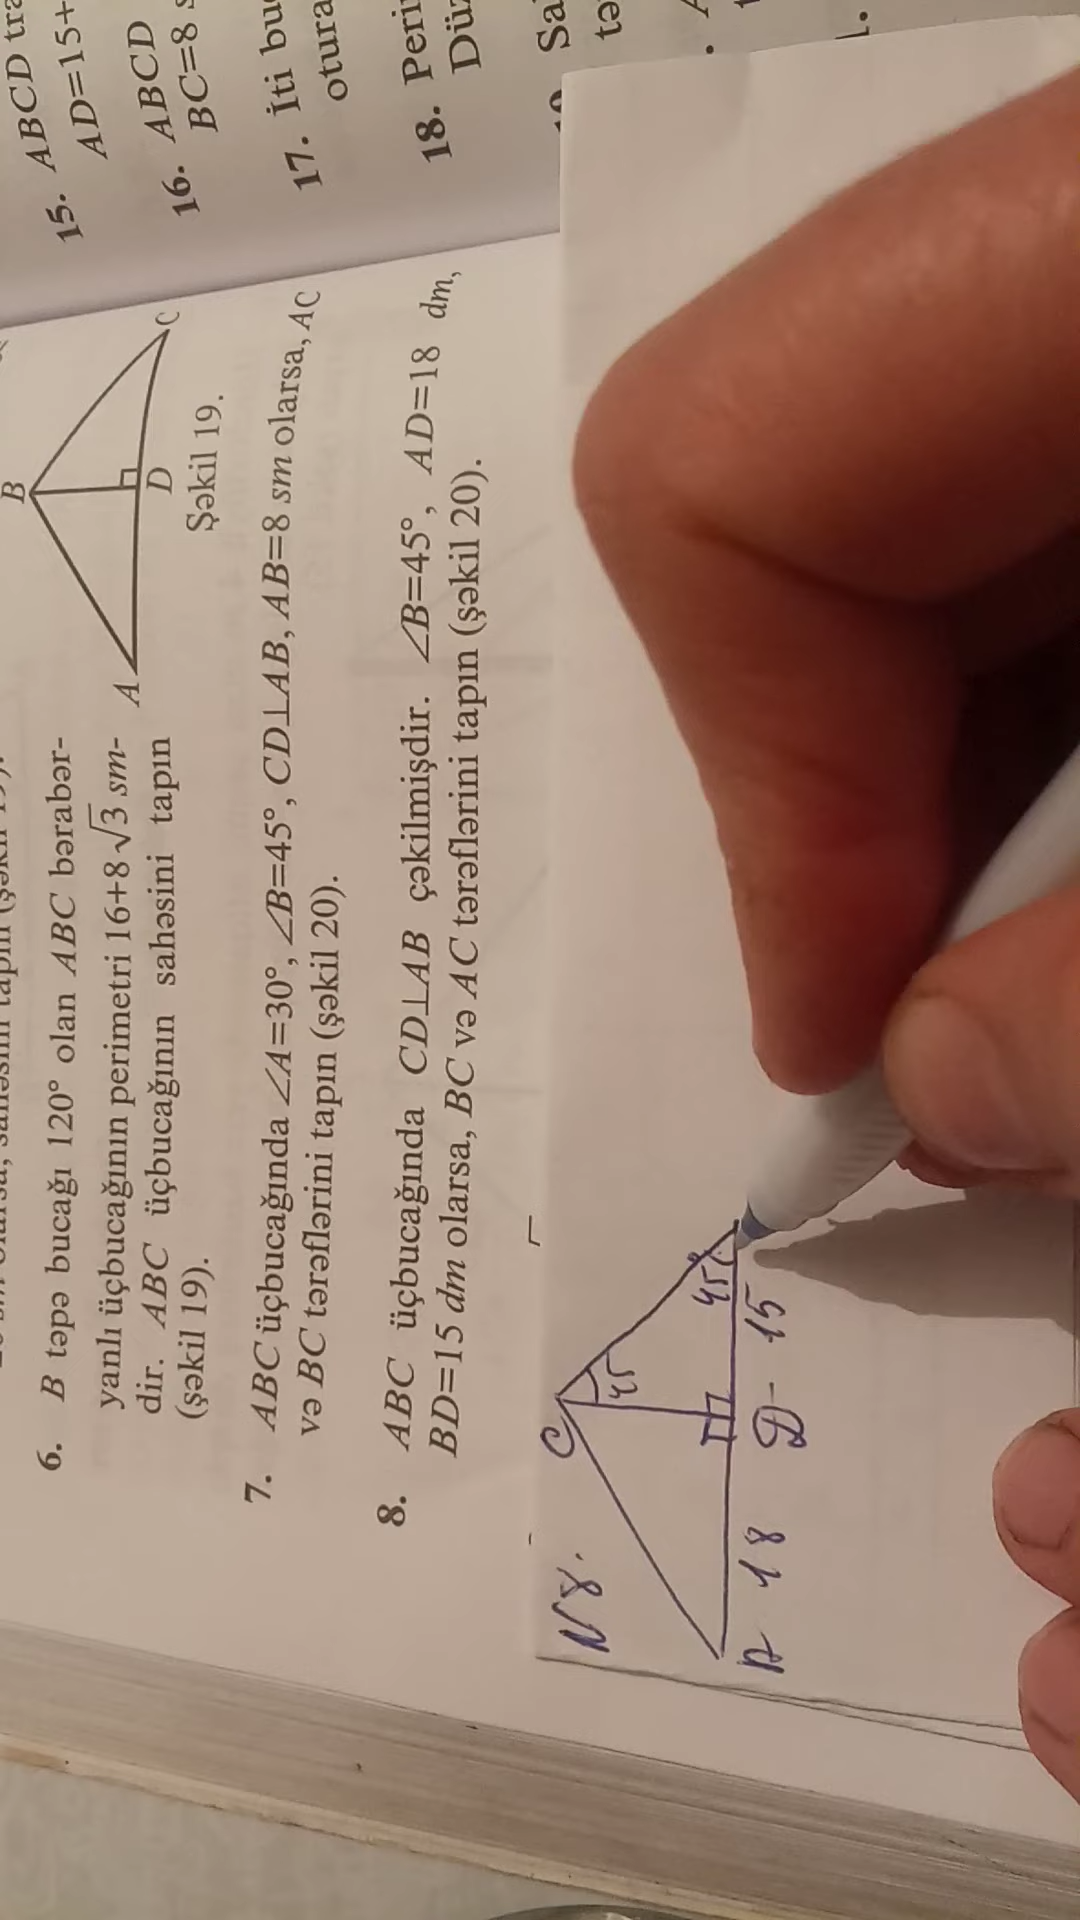 6. B təpə bucağı 120° olan ABC bərabər-
yanlı üçbucağının perimetri 16+8√3 sm-
dir. ABC üçbucağının sahəsini tapın
(şəkil 19).
B
A
D
C
Şəkil 19.
7. ABC üçbucağında ∠A=30°, ∠B=45°, CD⊥AB, AB=8 sm olarsa, AC
və BC tərəflərini tapın (şəkil 20).
8. ABC üçbucağında CD⊥AB çəkilmişdir. ∠B=45°, AD=18 dm,
BD=15 dm olarsa, BC və AC tərəflərini tapın (şəkil 20).
15. ABCD
AD=15+
16. ABCD
BC=8
17. İti
18.
N8.
C
45
45
A 18 D 15